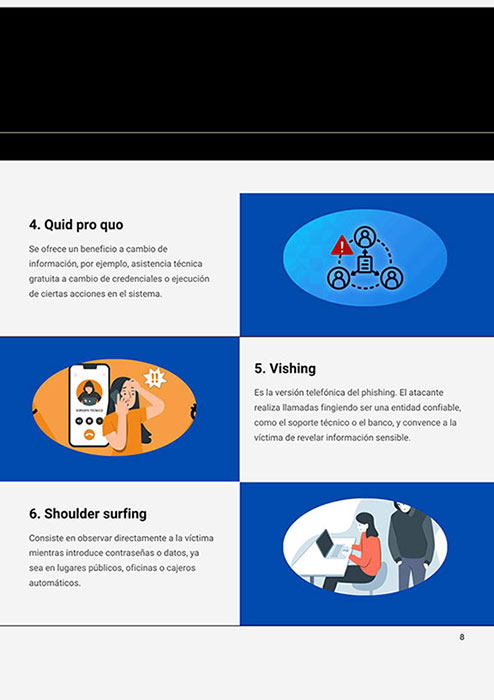 4. Quid pro quo
Se ofrece un beneficio a cambio de
información, por ejemplo, asistencia técnica
gratuita a cambio de credenciales o ejecución
de ciertas acciones en el sistema.
SOPORTE TÉCNICO
!!
5. Vishing
Es la versión telefónica del phishing. El atacante
realiza llamadas fingiendo ser una entidad confiable,
como el soporte técnico o el banco, y convence a la
víctima de revelar información sensible.
6. Shoulder surfing
Consiste en observar directamente a la víctima
mientras introduce contraseñas o datos, ya
sea en lugares públicos, oficinas o cajeros
automáticos.
8